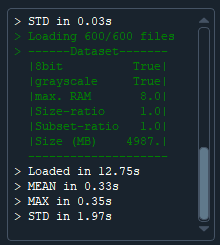 > STD in 0.03s
> Loading 600/600 files
> ------Dataset-------
|8bit True|
|grayscale True|
|max. RAM 8.0|
|Size-ratio 1.0|
|Subset-ratio 1.0|
|Size (MB) 4987.|
--------------------
> Loaded in 12.75s
> MEAN in 0.33s
> MAX in 0.35s
> STD in 1.97s